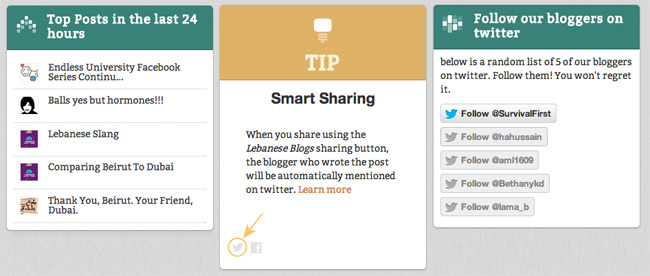 Top Posts in the last 24
hours
Endless University Facebook
Series Continu...
Balls yes but hormones!!!
Lebanese Slang
Comparing Beirut To Dubai
Thank You, Beirut. Your Friend,
Dubai.
TIP
Smart Sharing
When you share using the
Lebanese Blogs sharing button,
the blogger who wrote the post
will be automatically mentioned
on twitter. Learn more
Follow our bloggers on
twitter
below is a random list of 5 of our bloggers
on twitter. Follow them! You won't regret
it.
Follow @SurvivalFirst
Follow @hahussain
Follow @aml1609
Follow @Bethanykd
Follow @lama_b